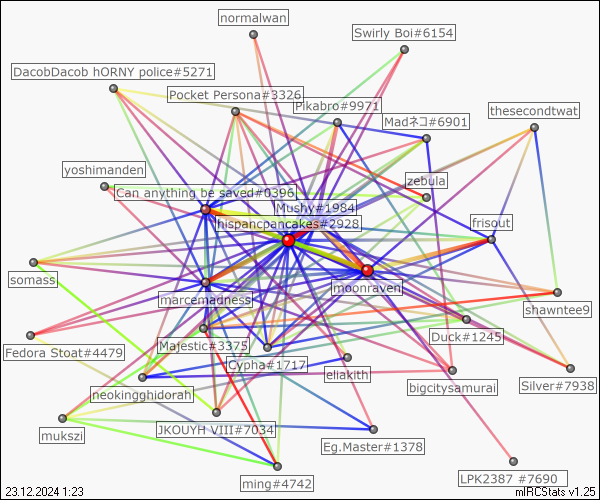 normalwan
Swirly Boi#6154
DacobDacob hORNY police#5271
Pocket Persona#3326
Pikabro#9971
thesecondtwat
Madネコ#6901
yoshimanden
zebula
Can anything be saved#0396
Mushy#1984
hispancpancakes#2928
frisout
somass
moonraven
marcemadness
shawntee9
Majestic#3375
Duck#1245
Fedora Stoat#4479
Cypha#1717
eliakith
neokingghidorah
bigcitysamurai
Silver#7938
mukszi
JKOUYH VIII#7034
Eg.Master#1378
ming#4742
LPK2387 #7690
23.12.2024 1:23
mIRCStats v1.25